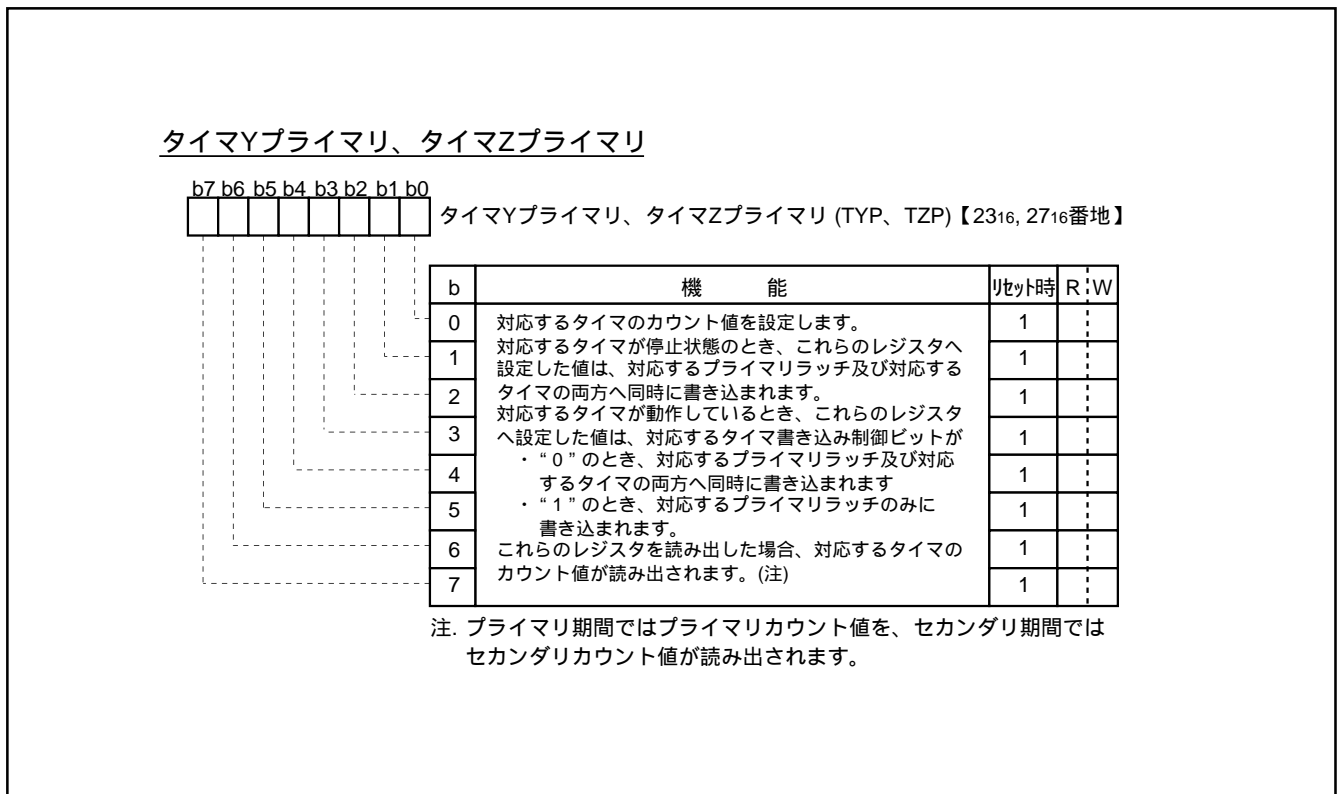 タイマYプライマリ、タイマZプライマリ
b7 b6 b5 b4 b3 b2 b1 b0
タイマYプライマリ、タイマZプライマリ (TYP、TZP)【2316, 2716番地】
b 機 能 リセット時 R W
0 対応するタイマのカウント値を設定します。 1
対応するタイマが停止状態のとき、これらのレジスタへ
1 設定した値は、対応するプライマリラッチ及び対応する 1
2 タイマの両方へ同時に書き込まれます。 1
対応するタイマが動作しているとき、これらのレジスタ
3 へ設定した値は、対応するタイマ書き込み制御ビットが 1
・“0”のとき、対応するプライマリラッチ及び対応
4 するタイマの両方へ同時に書き込まれます 1
5 ・“1”のとき、対応するプライマリラッチのみに 1
書き込まれます。
6 これらのレジスタを読み出した場合、対応するタイマの 1
7 カウント値が読み出されます。(注) 1
注. プライマリ期間ではプライマリカウント値を、セカンダリ期間では
セカンダリカウント値が読み出されます。